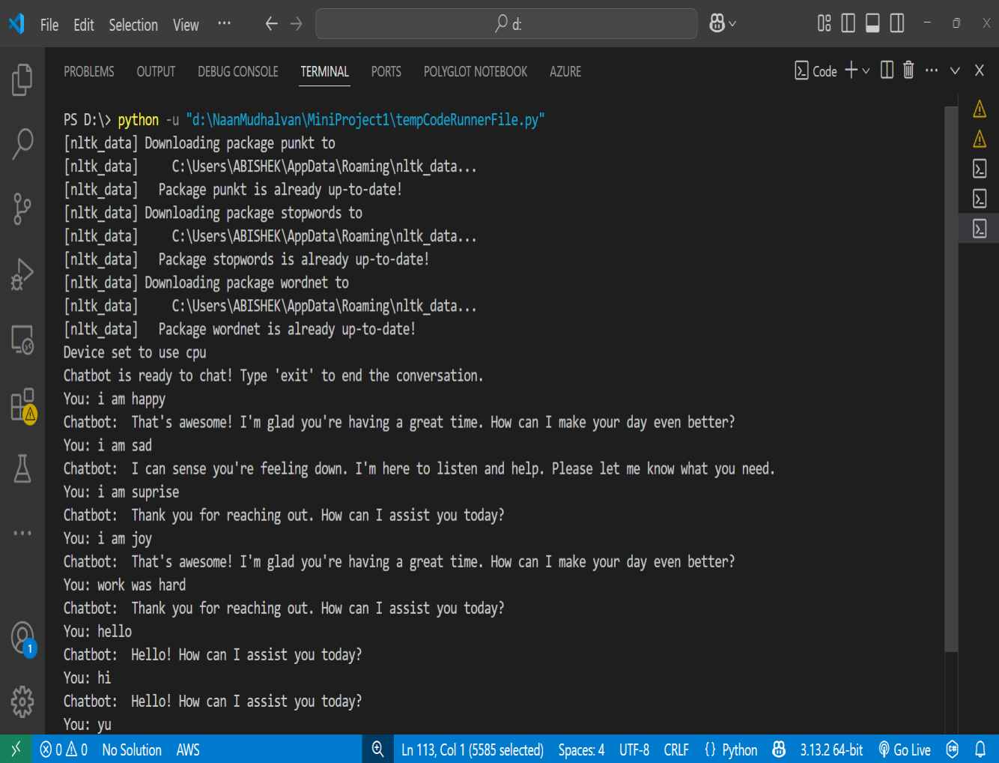 File Edit Selection View ··· d:
PROBLEMS OUTPUT DEBUG CONSOLE TERMINAL PORTS POLYGLOT NOTEBOOK AZURE Code
PS D:\> python -u "d:\NaanMudhalvan\MiniProject1\tempCodeRunnerFile.py"
[nltk_data] Downloading package punkt to
[nltk_data]     C:\Users\ABISHEK\AppData\Roaming\nltk_data...
[nltk_data]   Package punkt is already up-to-date!
[nltk_data] Downloading package stopwords to
[nltk_data]     C:\Users\ABISHEK\AppData\Roaming\nltk_data...
[nltk_data]   Package stopwords is already up-to-date!
[nltk_data] Downloading package wordnet to
[nltk_data]     C:\Users\ABISHEK\AppData\Roaming\nltk_data...
[nltk_data]   Package wordnet is already up-to-date!
Device set to use cpu
Chatbot is ready to chat! Type 'exit' to end the conversation.
You: i am happy
Chatbot:  That's awesome! I'm glad you're having a great time. How can I make your day even better?
You: i am sad
Chatbot:  I can sense you're feeling down. I'm here to listen and help. Please let me know what you need.
You: i am suprise
Chatbot:  Thank you for reaching out. How can I assist you today?
You: i am joy
Chatbot:  That's awesome! I'm glad you're having a great time. How can I make your day even better?
You: work was hard
Chatbot:  Thank you for reaching out. How can I assist you today?
You: hello
Chatbot:  Hello! How can I assist you today?
You: hi
Chatbot:  Hello! How can I assist you today?
You: yu
1
0 0 No Solution AWS Ln 113, Col 1 (5585 selected) Spaces: 4 UTF-8 CRLF {} Python 3.13.2 64-bit Go Live